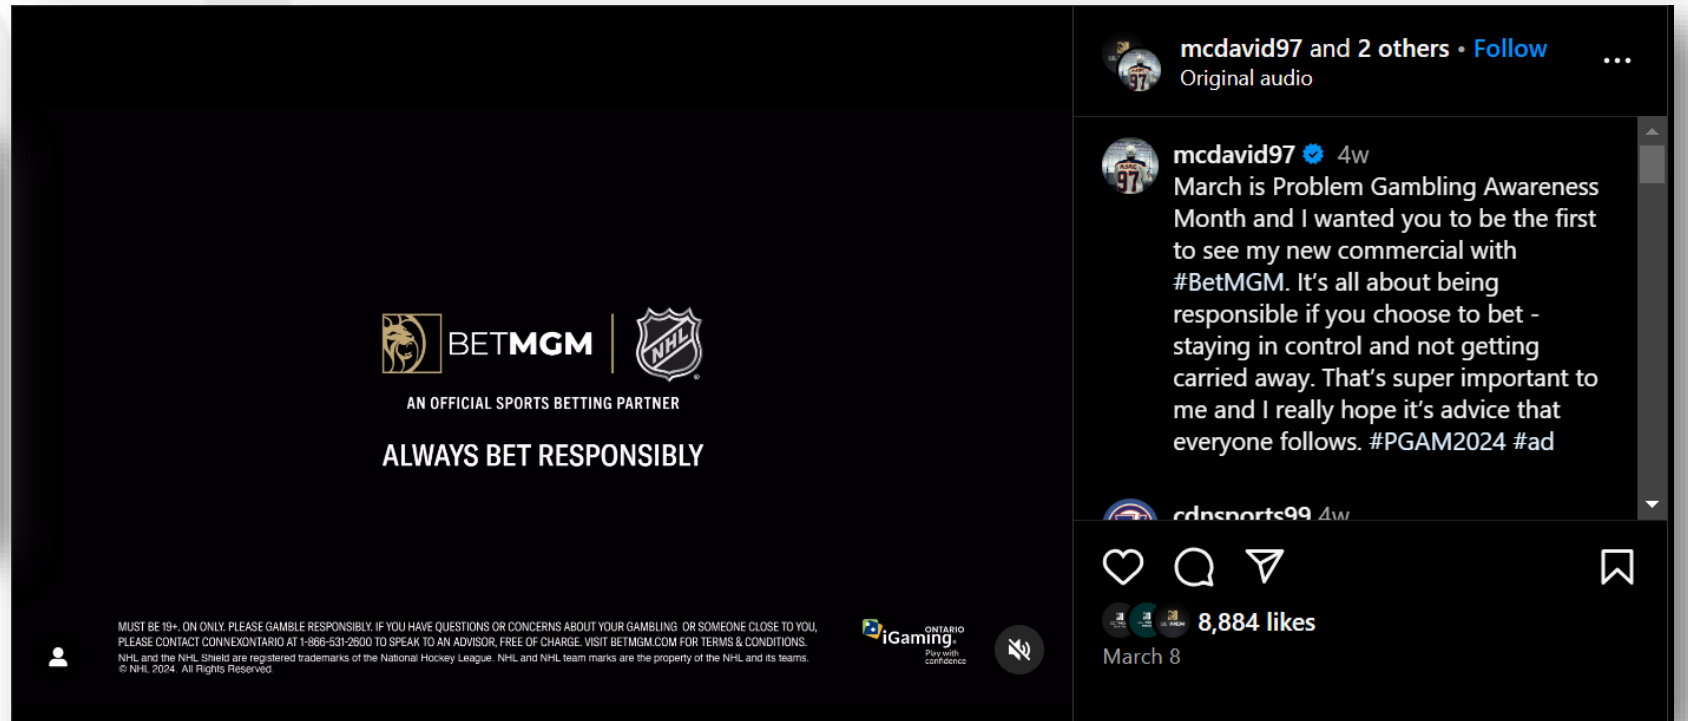 mcdavid97 and 2 others • Follow
Original audio
mcdavid97 4w
March is Problem Gambling Awareness
Month and I wanted you to be the first
to see my new commercial with
#BetMGM. It's all about being
responsible if you choose to bet -
staying in control and not getting
carried away. That's super important to
me and I really hope it's advice that
everyone follows. #PGAM2024 #ad
cdnsports99 4w
8,884 likes
March 8
BETMGM
NHL
AN OFFICIAL SPORTS BETTING PARTNER
ALWAYS BET RESPONSIBLY
MUST BE 19+. ON ONLY. PLEASE GAMBLE RESPONSIBLY. IF YOU HAVE QUESTIONS OR CONCERNS ABOUT YOUR GAMBLING OR SOMEONE CLOSE TO YOU,
PLEASE CONTACT CONNEXONTARIO AT 1-866-531-2600 TO SPEAK TO AN ADVISOR, FREE OF CHARGE. VISIT BETMGM.COM FOR TERMS & CONDITIONS.
NHL and the NHL Shield are registered trademarks of the National Hockey League. NHL and NHL team marks are the property of the NHL and its teams.
© NHL 2024. All Rights Reserved.
iGaming ONTARIO
Play with
confidence
97
97